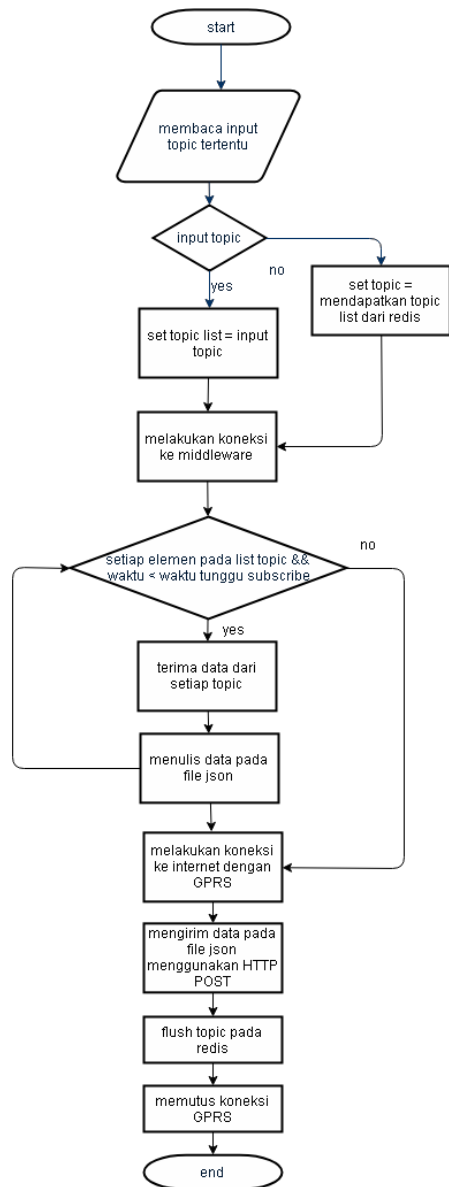 start
membaca input
topic tertentu
input topic
no
yes
set topic =
mendapatkan topic
list dari redis
set topic list = input
topic
melakukan koneksi
ke middleware
no
setiap elemen pada list topic &&
waktu < waktu tunggu subscribe
yes
terima data dari
setiap topic
menulis data pada
file json
melakukan koneksi
ke internet dengan
GPRS
mengirim data pada
file json
menggunakan HTTP
POST
flush topic pada
redis
memutus koneksi
GPRS
end